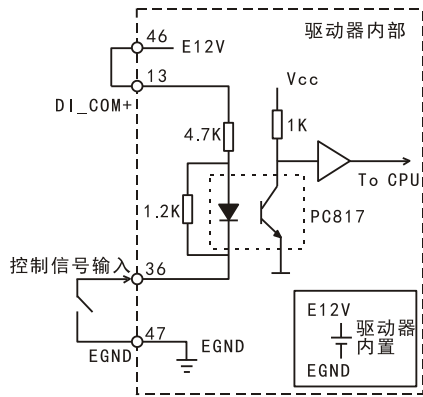 驱动器内部
46
E12V
13
DI_COM+
Vcc
4.7K
1K
To CPU
1.2K
PC817
控制信号输入
36
47
EGND
EGND
E12V
驱动器
内置
EGND